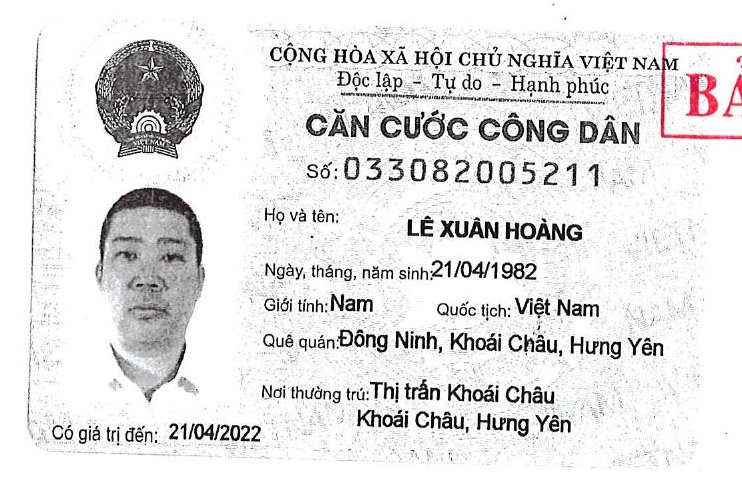 CỘNG HÒA XÃ HỘI CHỦ NGHĨA VIỆT NAM
Độc lập - Tự do - Hạnh phúc
CĂN CƯỚC CÔNG DÂN
Số: 033082005211
Họ và tên: LÊ XUÂN HOÀNG
Ngày, tháng, năm sinh: 21/04/1982
Giới tính: Nam Quốc tịch: Việt Nam
Quê quán: Đông Ninh, Khoái Châu, Hưng Yên
Nơi thường trú: Thị trấn Khoái Châu
Khoái Châu, Hưng Yên
Có giá trị đến: 21/04/2022
VIỆT NAM